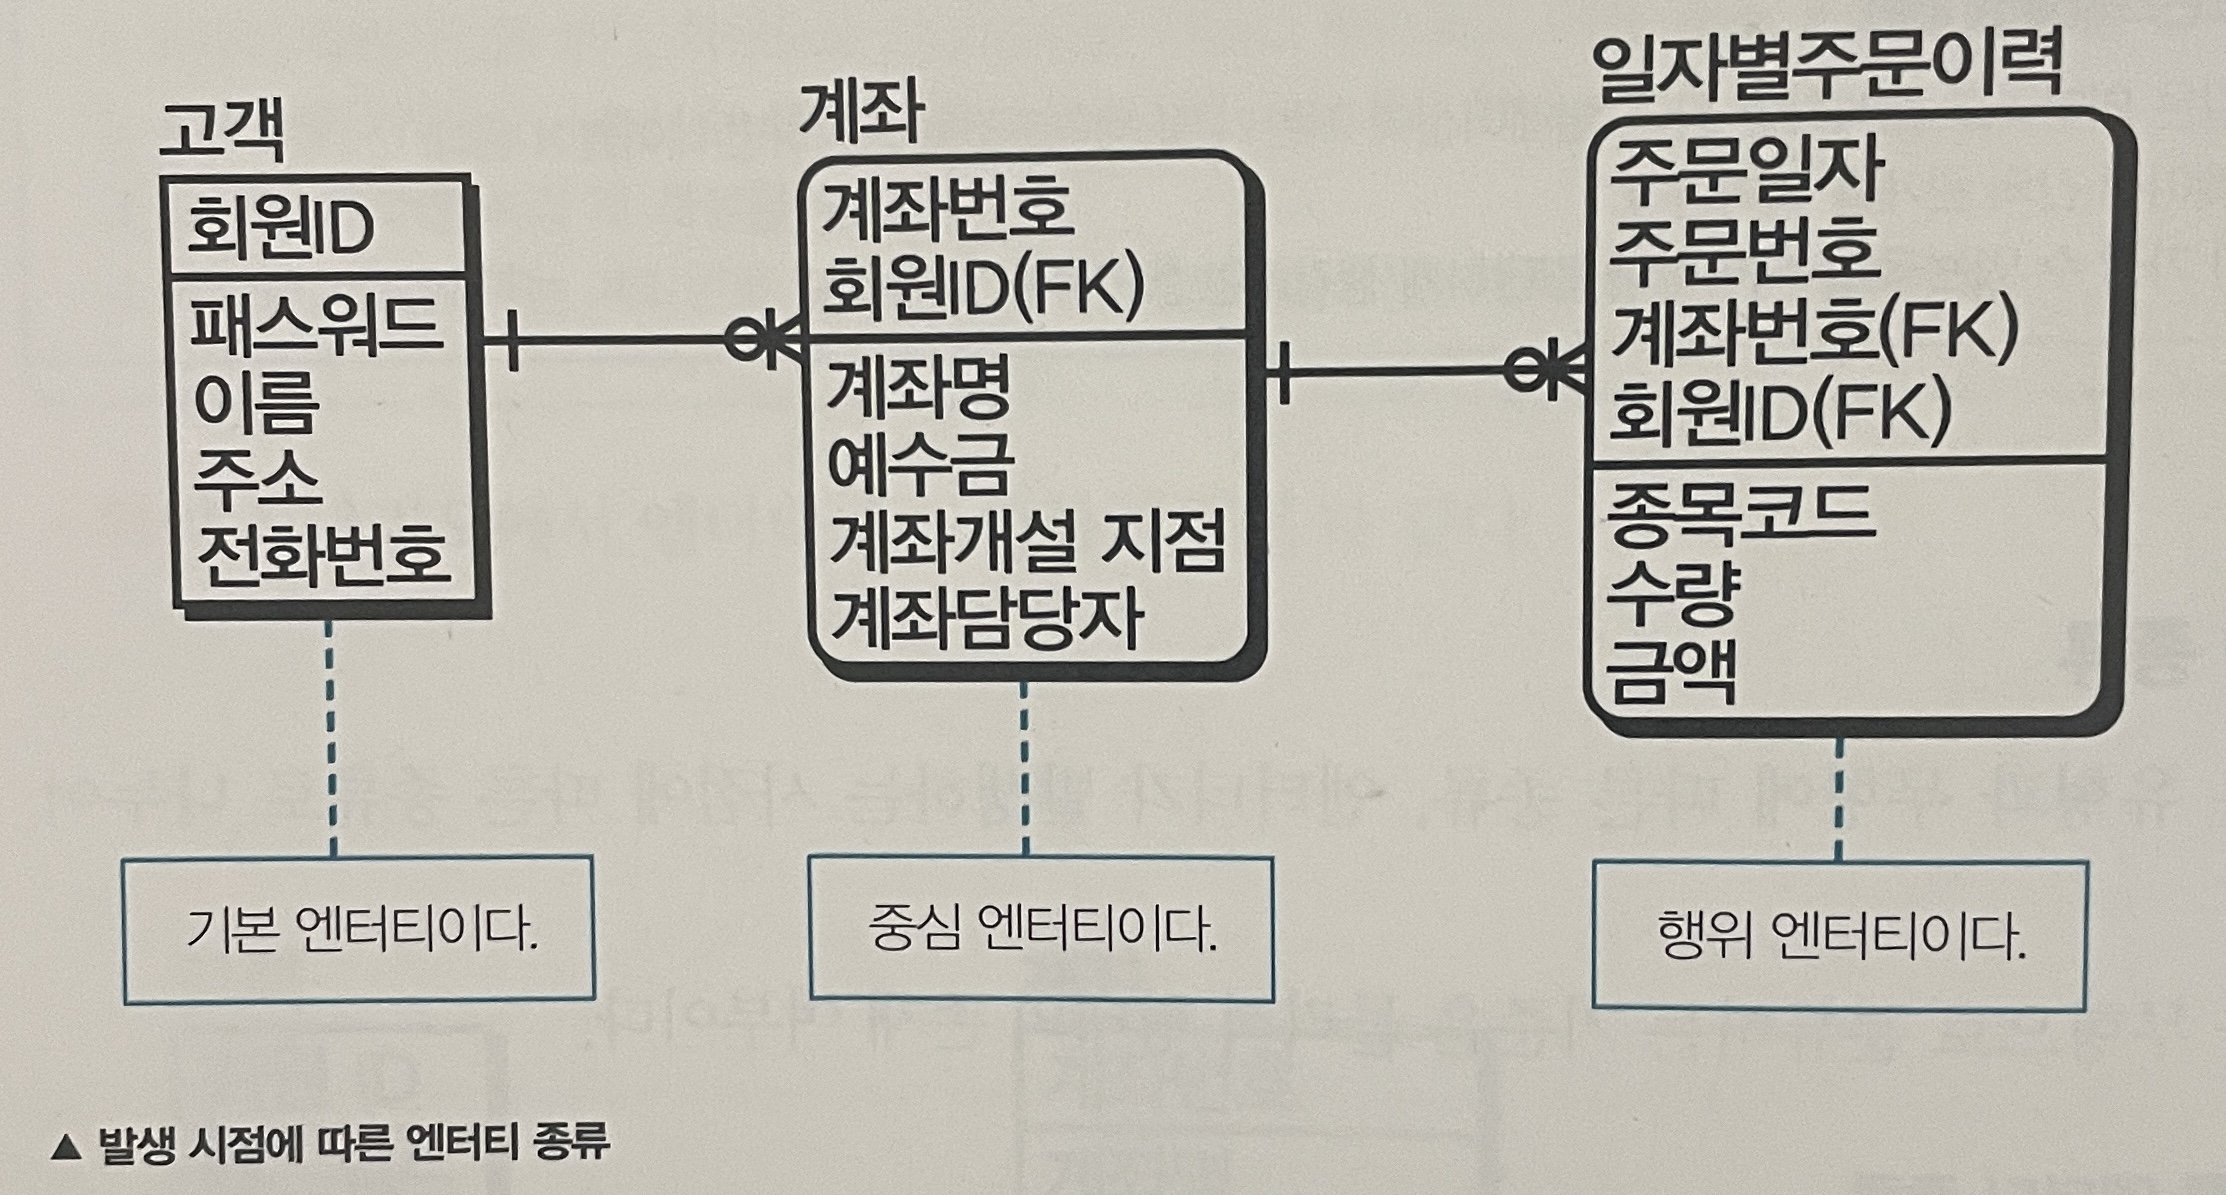 고객
회원ID
패스워드
이름
주소
전화번호
계좌
계좌번호
회원ID(FK)
계좌명
예수금
계좌개설 지점
계좌담당자
일자별주문이력
주문일자
주문번호
계좌번호(FK)
회원ID(FK)
종목코드
수량
금액
기본 엔터티이다.
중심 엔터티이다.
행위 엔터티이다.
▲ 발생 시점에 따른 엔터티 종류